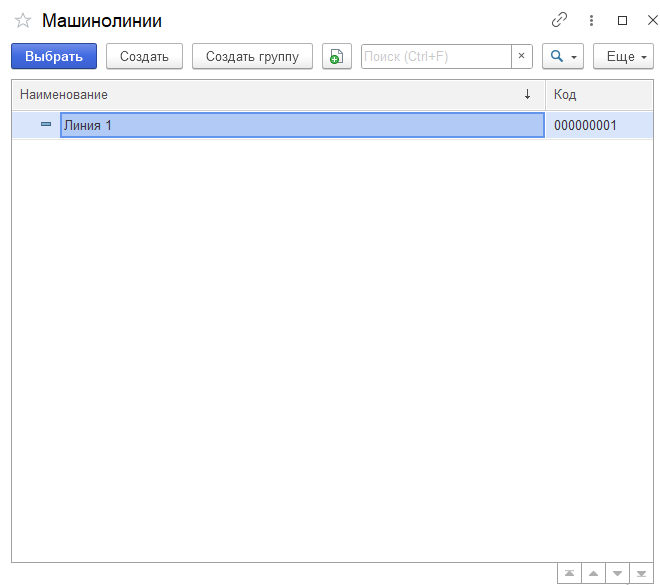 Машинолинии
Выбрать Создать Создать группу Поиск (Ctrl+F) × Еще
Наименование ↓ Код
Линия 1 000000001